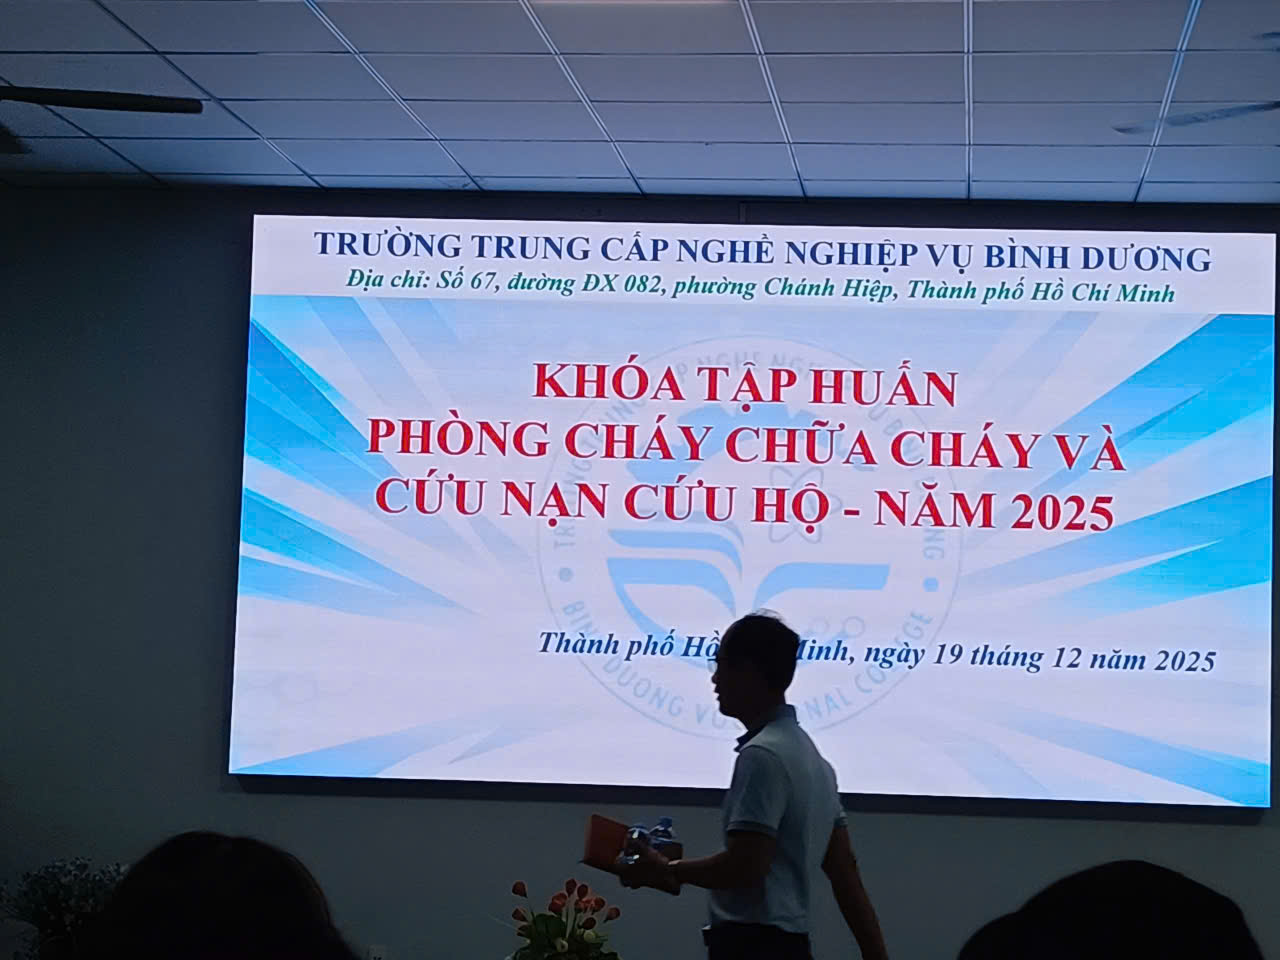 TRƯỜNG TRUNG CẤP NGHỀ NGHIỆP VỤ BÌNH DƯƠNG
Địa chỉ: Số 67, đường ĐX 082, phường Chánh Hiệp, Thành phố Hồ Chí Minh
KHÓA TẬP HUẤN
PHÒNG CHÁY CHỮA CHÁY VÀ
CỨU NẠN CỨU HỘ - NĂM 2025
Thành phố Hồ Minh, ngày 19 tháng 12 năm 2025